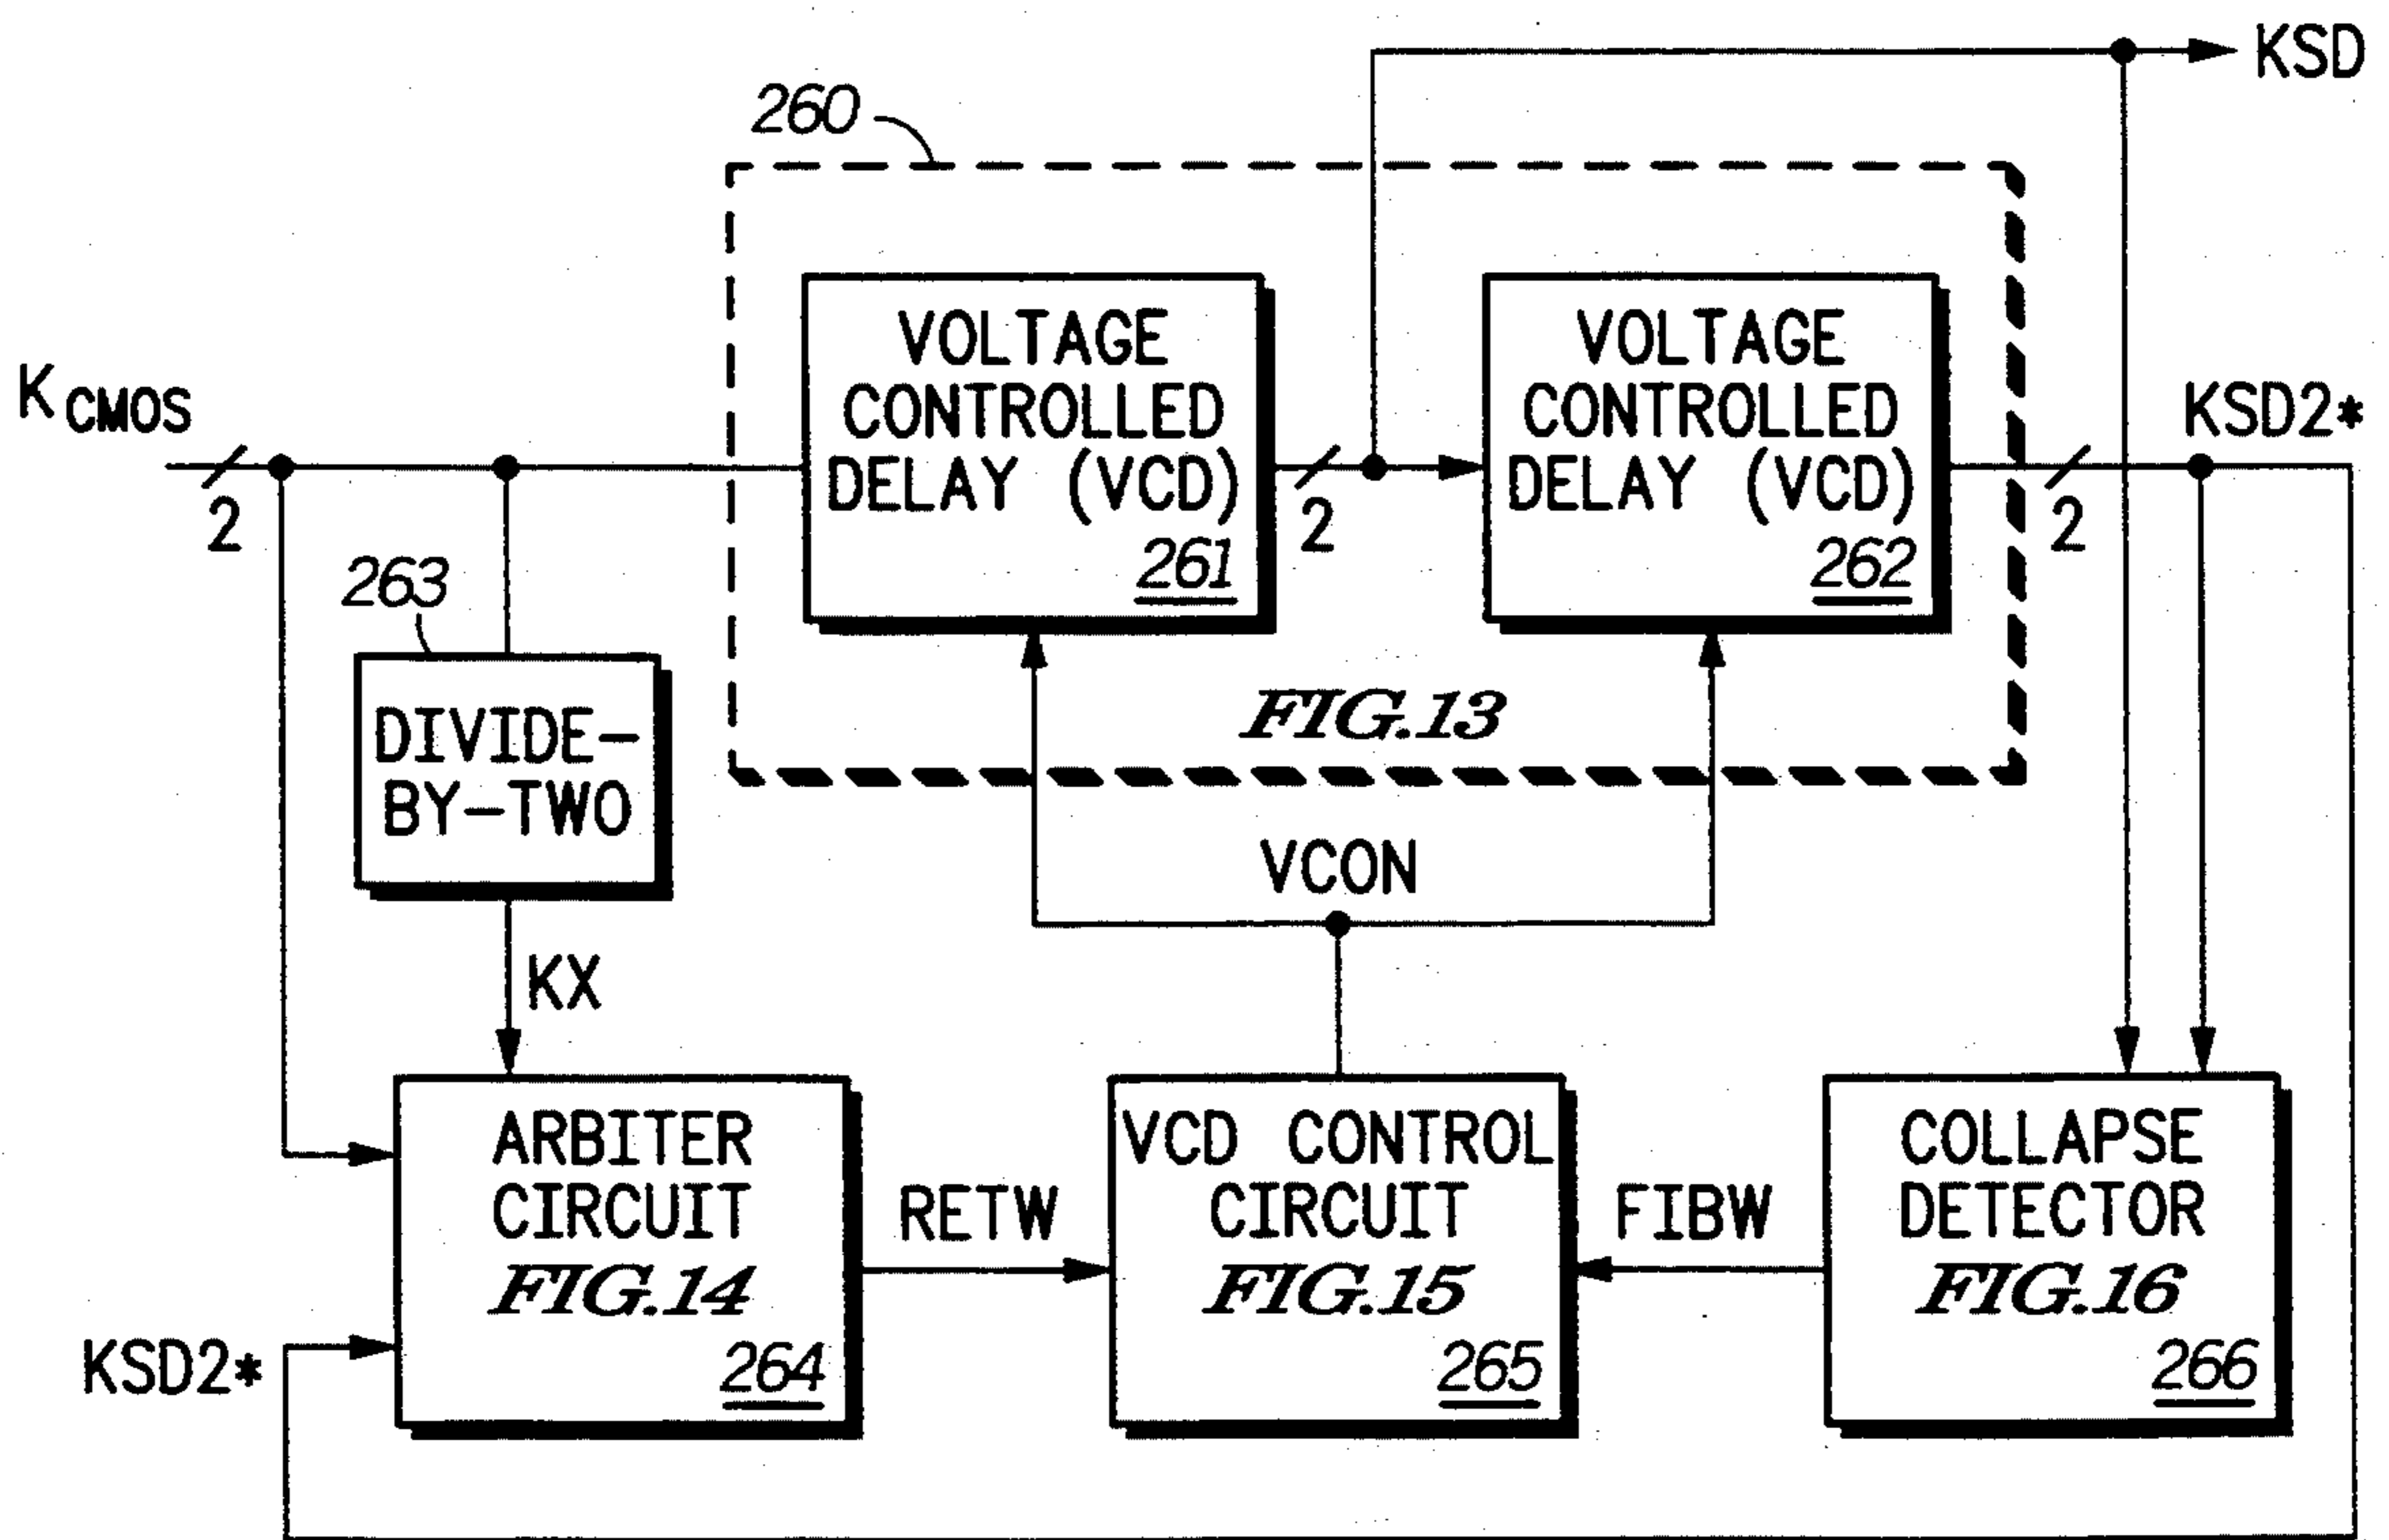 KSD
260
VOLTAGE
CONTROLLED
DELAY (VCD)
261
VOLTAGE
CONTROLLED
DELAY (VCD)
262
K CMOS
2
2
2
KSD2*
263
DIVIDE-
BY-TWO
FIG.13
VCON
KX
ARBITER
CIRCUIT
FIG.14
264
RETW
VCD CONTROL
CIRCUIT
FIG.15
265
FIBW
COLLAPSE
DETECTOR
FIG.16
266
KSD2*